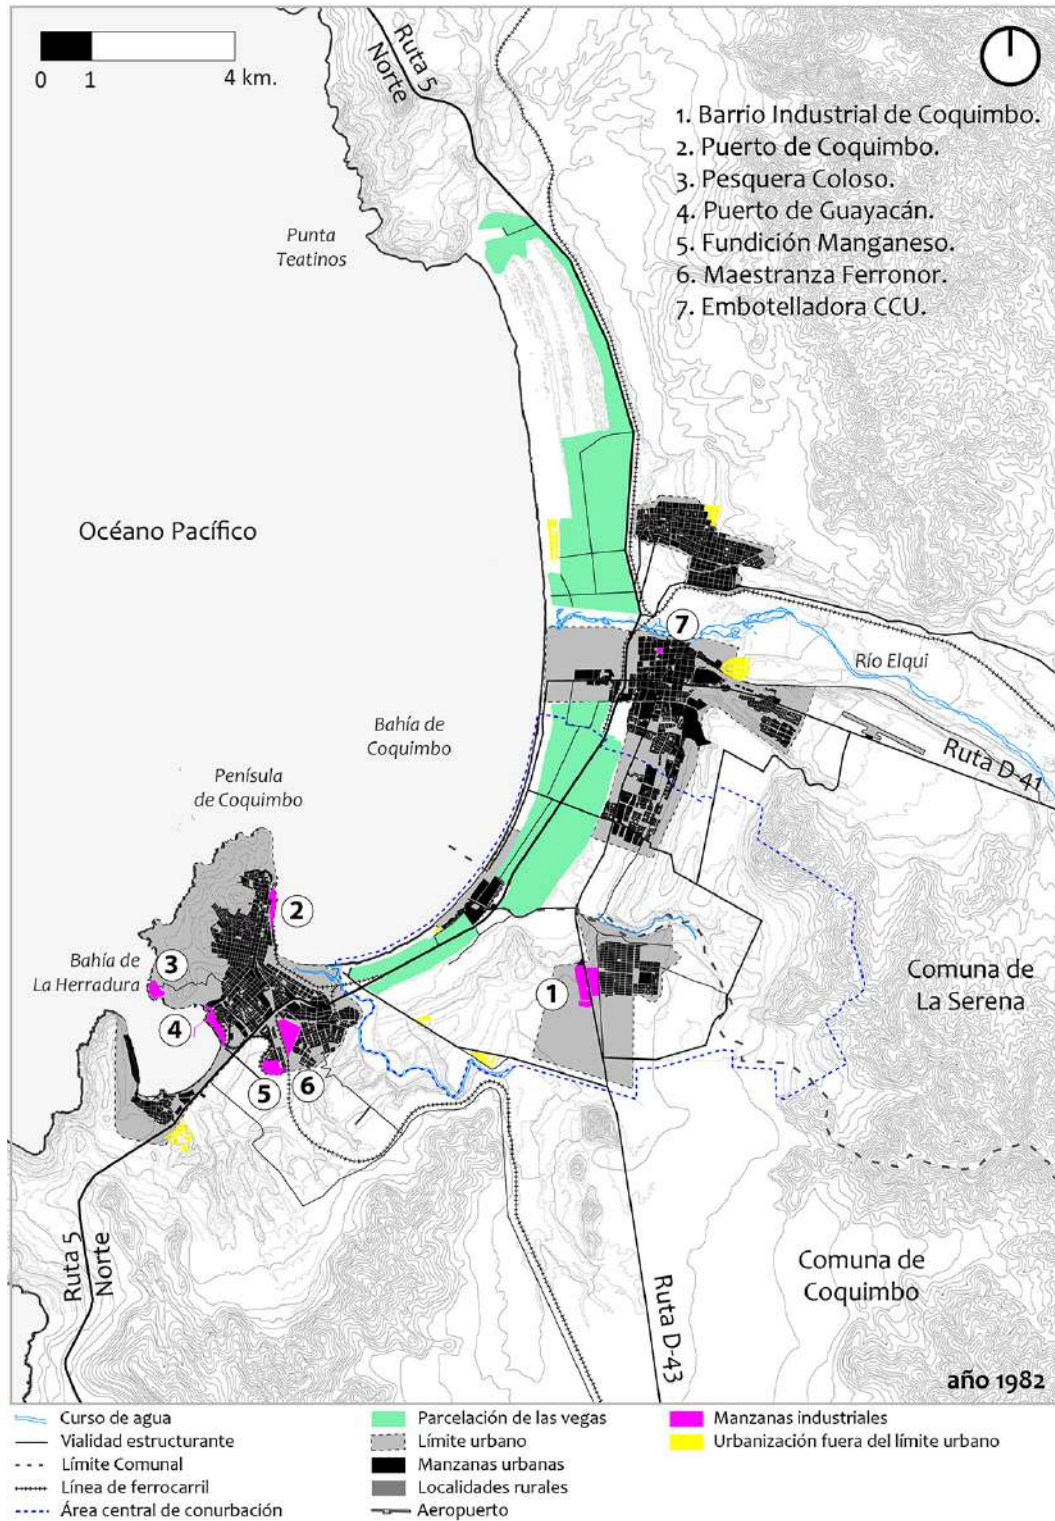 0 1 4 km.
Ruta 5
Norte
1. Barrio Industrial de Coquimbo.
2. Puerto de Coquimbo.
3. Pesquera Coloso.
4. Puerto de Guayacán.
5. Fundición Manganeso.
6. Maestranza Ferronor.
7. Embotelladora CCU.
Punta
Teatinos
Océano Pacífico
7
Río Elqui
Bahía de
Coquimbo
Ruta D-41
Penísula
de Coquimbo
2
Bahía de
La Herradura
3
1
Comuna de
La Serena
4
5
6
Ruta 5
Norte
Comuna de
Coquimbo
Ruta D-43
año 1982
Curso de agua
Vialidad estructurante
Límite Comunal
Línea de ferrocarril
Área central de conurbación
Parcelación de las vegas
Límite urbano
Manzanas urbanas
Localidades rurales
Aeropuerto
Manzanas industriales
Urbanización fuera del límite urbano